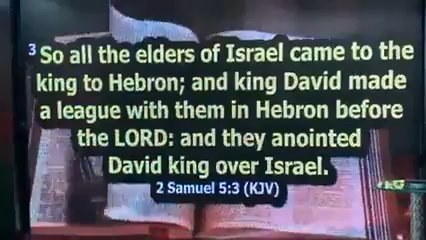 3 So all the elders of Israel came to the
king to Hebron; and king David made
a league with them in Hebron before
the LORD: and they anointed
David king over Israel.
2 Samuel 5:3 (KJV)